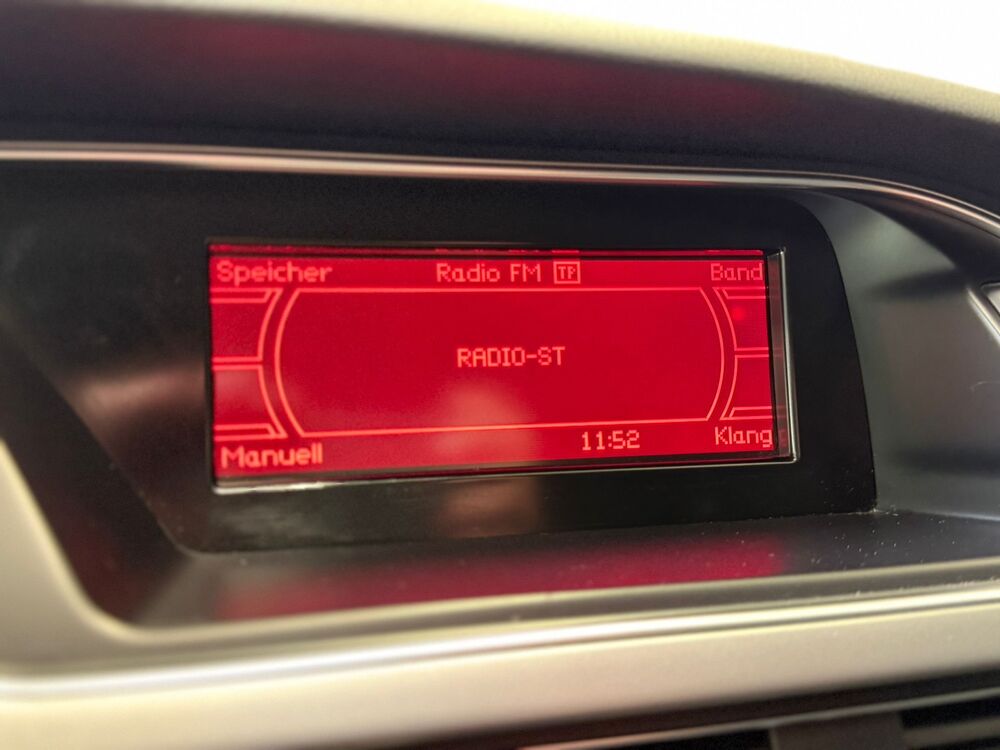 Speicher Radio FM TP Band
RADIO-ST
Manuell 11:52 Klang